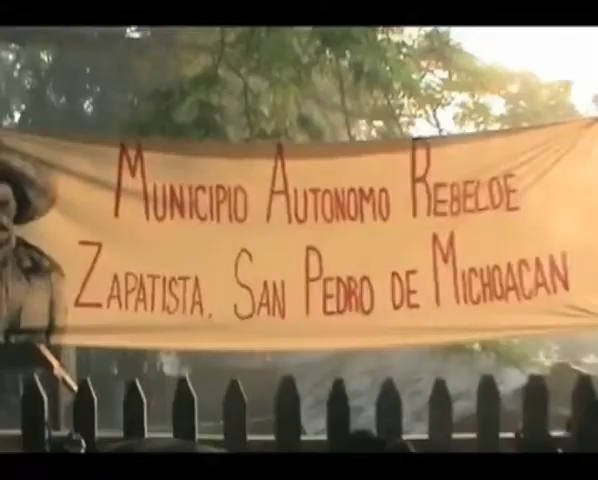 MUNICIPIO AUTONOMO REBELDE
ZAPATISTA, SAN PEDRO DE MICHOACAN